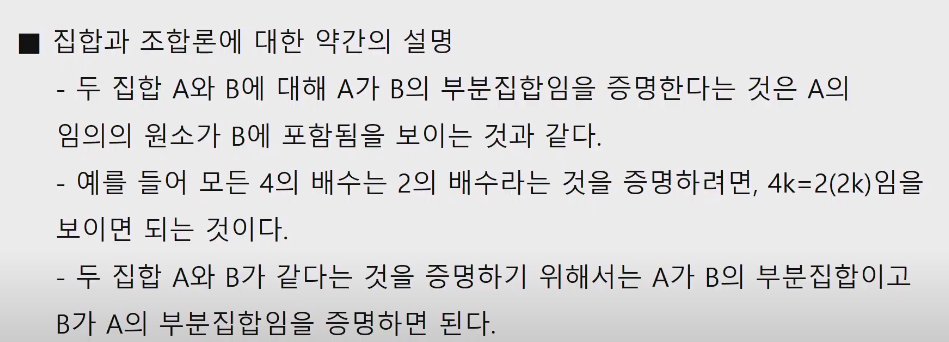 ■ 집합과 조합론에 대한 약간의 설명
- 두 집합 A와 B에 대해 A가 B의 부분집합임을 증명한다는 것은 A의
임의의 원소가 B에 포함됨을 보이는 것과 같다.
- 예를 들어 모든 4의 배수는 2의 배수라는 것을 증명하려면, 4k=2(2k)임을
보이면 되는 것이다.
- 두 집합 A와 B가 같다는 것을 증명하기 위해서는 A가 B의 부분집합이고
B가 A의 부분집합임을 증명하면 된다.